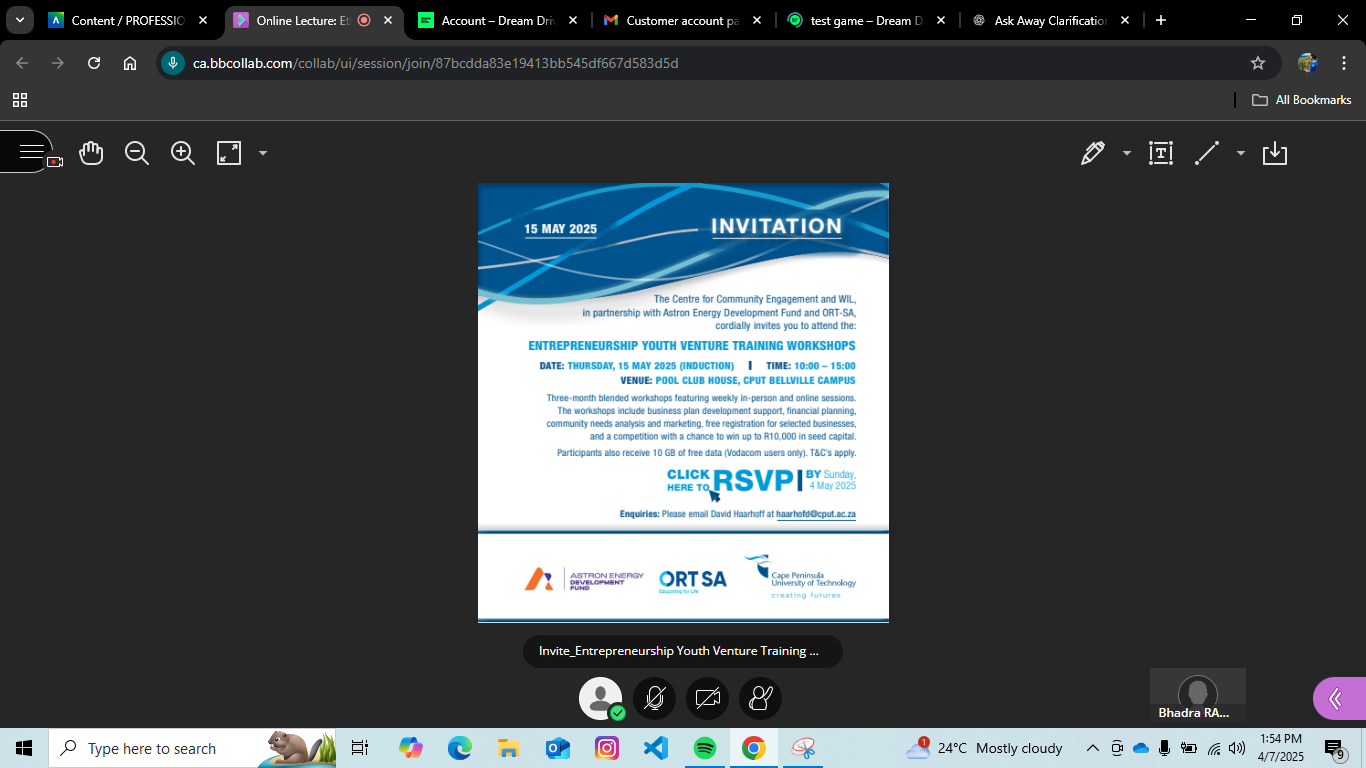 Content / PROFESSIO
Online Lecture: Et
Account – Dream Driv
Customer account pa
test game – Dream D
Ask Away Clarification
ca.bbcollab.com/collab/ui/session/join/87bcdda83e19413bb545df667d583d5d
All Bookmarks
15 MAY 2025
INVITATION
The Centre for Community Engagement and WIL,
in partnership with Astron Energy Development Fund and ORT-SA,
cordially invites you to attend the:
ENTREPRENEURSHIP YOUTH VENTURE TRAINING WORKSHOPS
DATE: THURSDAY, 15 MAY 2025 (INDUCTION) | TIME: 10:00 – 15:00
VENUE: POOL CLUB HOUSE, CPUT BELLVILLE CAMPUS
Three-month blended workshops featuring weekly in-person and online sessions.
The workshops include business plan development support, financial planning,
community needs analysis and marketing, free registration for selected businesses,
and a competition with a chance to win up to R10,000 in seed capital.
Participants also receive 10 GB of free data (Vodacom users only). T&C's apply.
CLICK
HERE TO RSVP
BY Sunday,
4 May 2025
Enquiries: Please email David Haarhoff at haarhofd@cput.ac.za
ASTRON ENERGY
DEVELOPMENT
FUND
ORT SA
Educating for Life
Cape Peninsula
University of Technology
creating futures
Invite_Entrepreneurship Youth Venture Training ...
Bhadra RA...
Type here to search
1
24°C Mostly cloudy
1:54 PM
4/7/2025
9